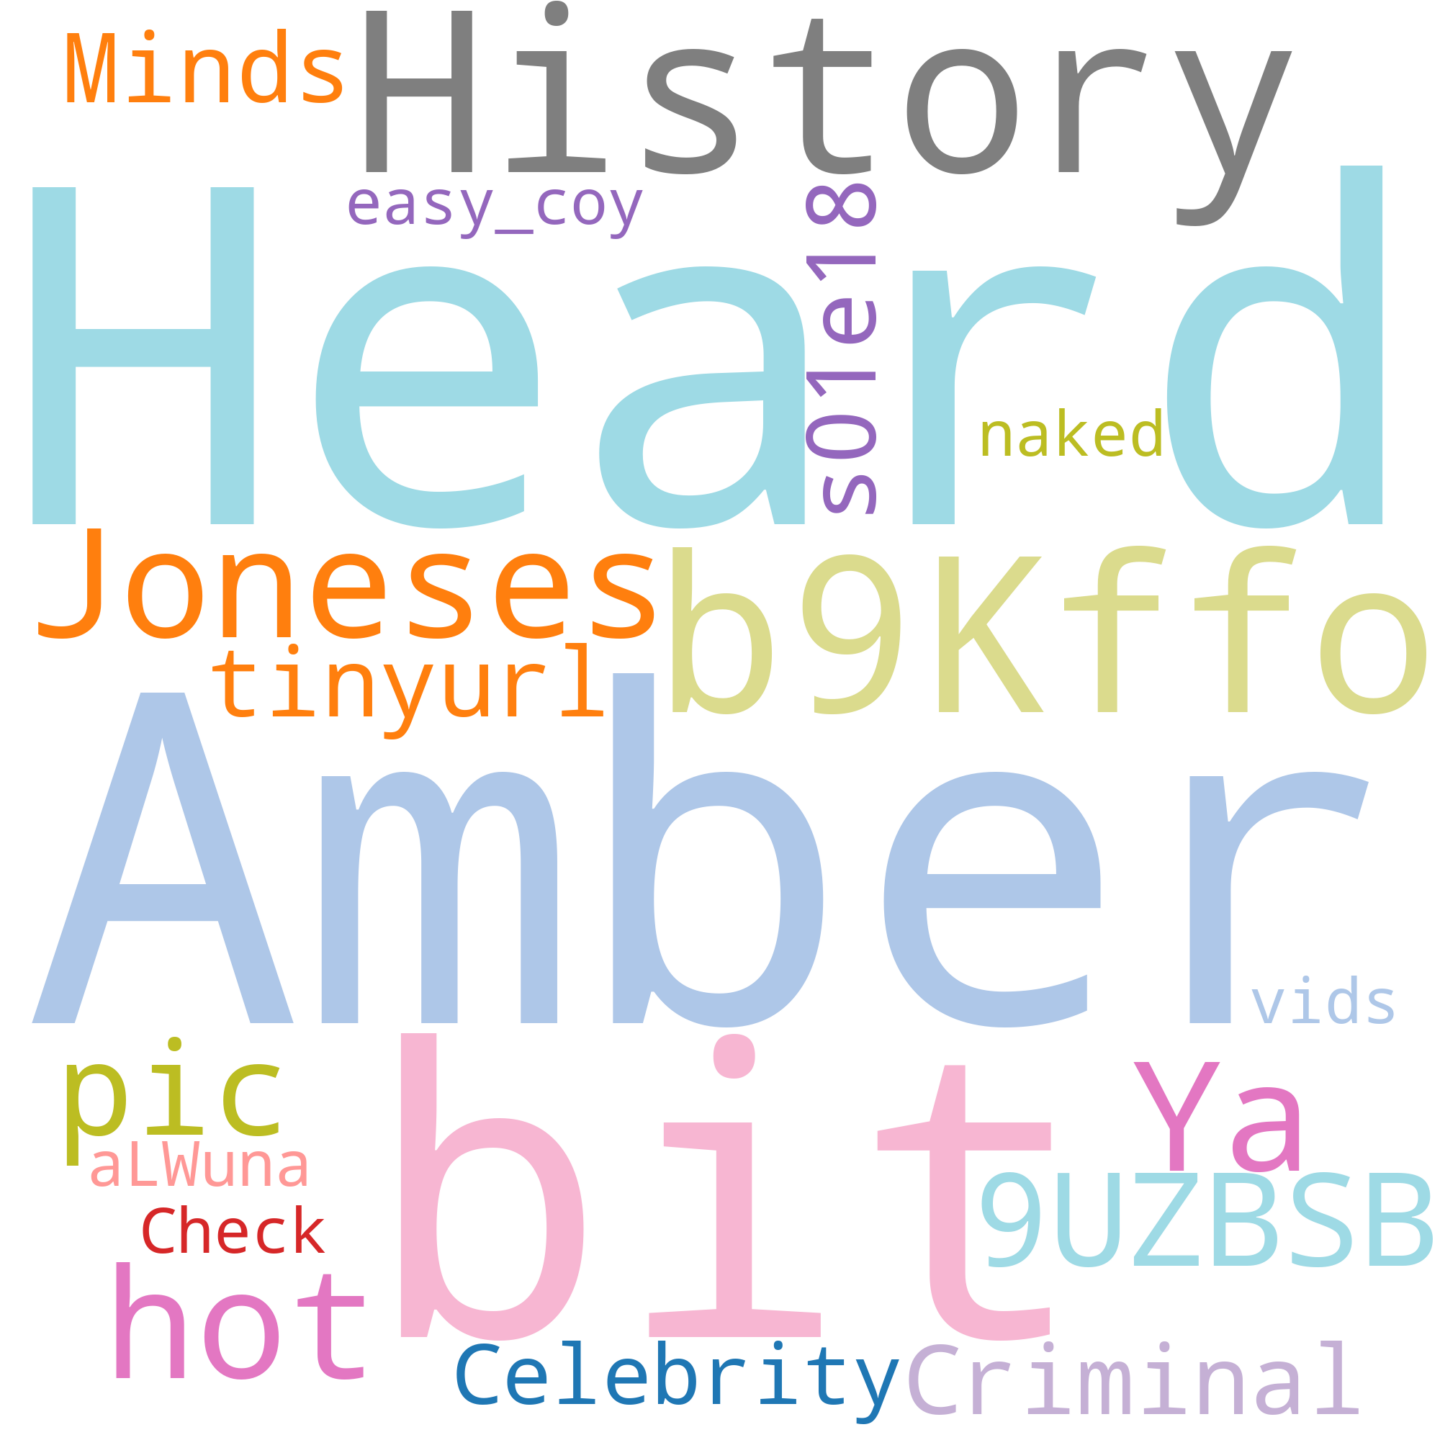 Minds
History
easy_coy
s01e18
Heard
naked
Joneses
b9Kffo
tinyurl
Amber
vids
pic
bit
Ya
aLWuna
9UZBSB
Check
hot
Celebrity
Criminal